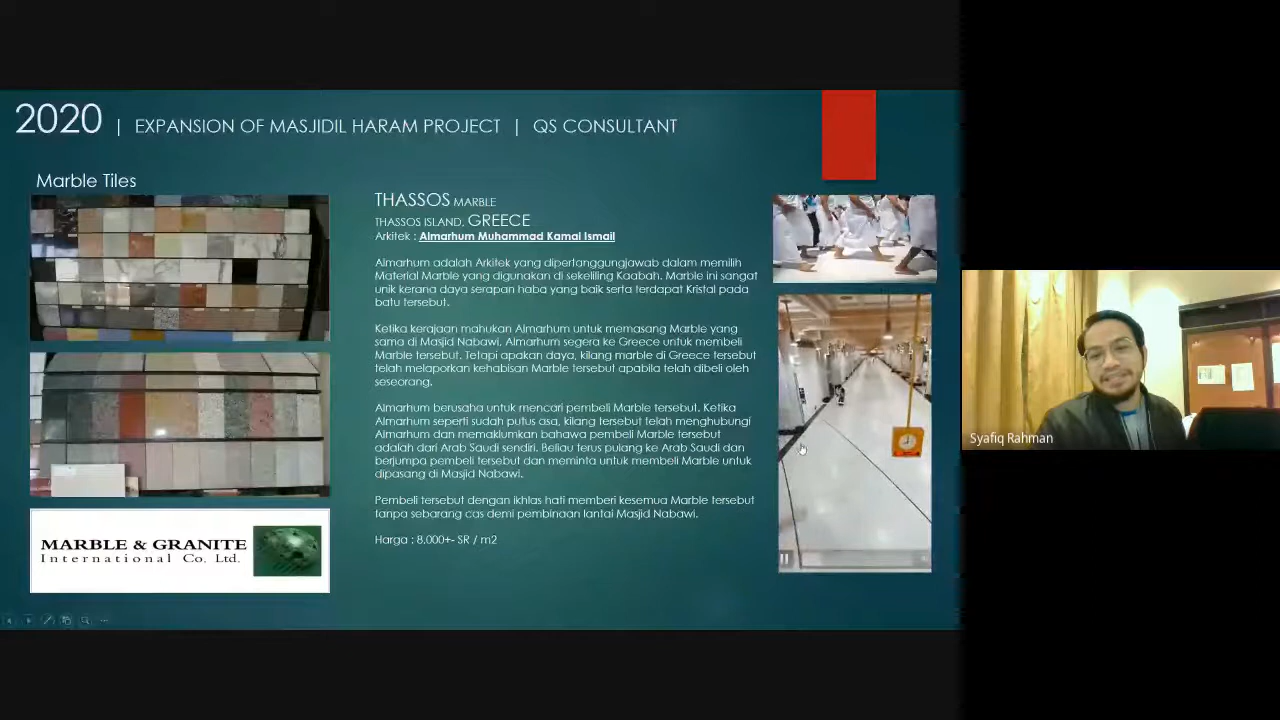 2020 | EXPANSION OF MASJIDIL HARAM PROJECT | QS CONSULTANT
Marble Tiles
THASSOS MARBLE
THASSOS ISLAND, GREECE
Arkitek : Almarhum Muhammad Kamal Ismail
Almarhum adalah Arkitek yang dipertanggungjawab dalam memilih
Material Marble yang digunakan di sekeliling Kaabah. Marble ini sangat
unik kerana daya serapan haba yang baik serta terdapat Kristal pada
batu tersebut.
Ketika kerajaan mahukan Almarhum untuk memasang Marble yang
sama di Masjid Nabawi, Almarhum segera ke Greece untuk membeli
Marble tersebut. Tetapi apakan daya, kilang marble di Greece tersebut
telah melaporkan kehabisan Marble tersebut apabila telah dibeli oleh
seseorang.
Almarhum berusaha untuk mencari pembeli Marble tersebut. Ketika
Almarhum seperti sudah putus asa, kilang tersebut telah menghubungi
Almarhum dan memaklumkan bahawa pembeli Marble tersebut
adalah dari Arab Saudi sendiri. Beliau terus pulang ke Arab Saudi dan
berjumpa pembeli tersebut dan meminta untuk membeli Marble untuk
dipasang di Masjid Nabawi.
Pembeli tersebut dengan ikhlas hati memberi kesemua Marble tersebut
tanpa sebarang cas demi pembinaan lantai Masjid Nabawi.
Harga : 8,000+- SR / m2
MARBLE & GRANITE
International Co. Ltd.
Syafiq Rahman